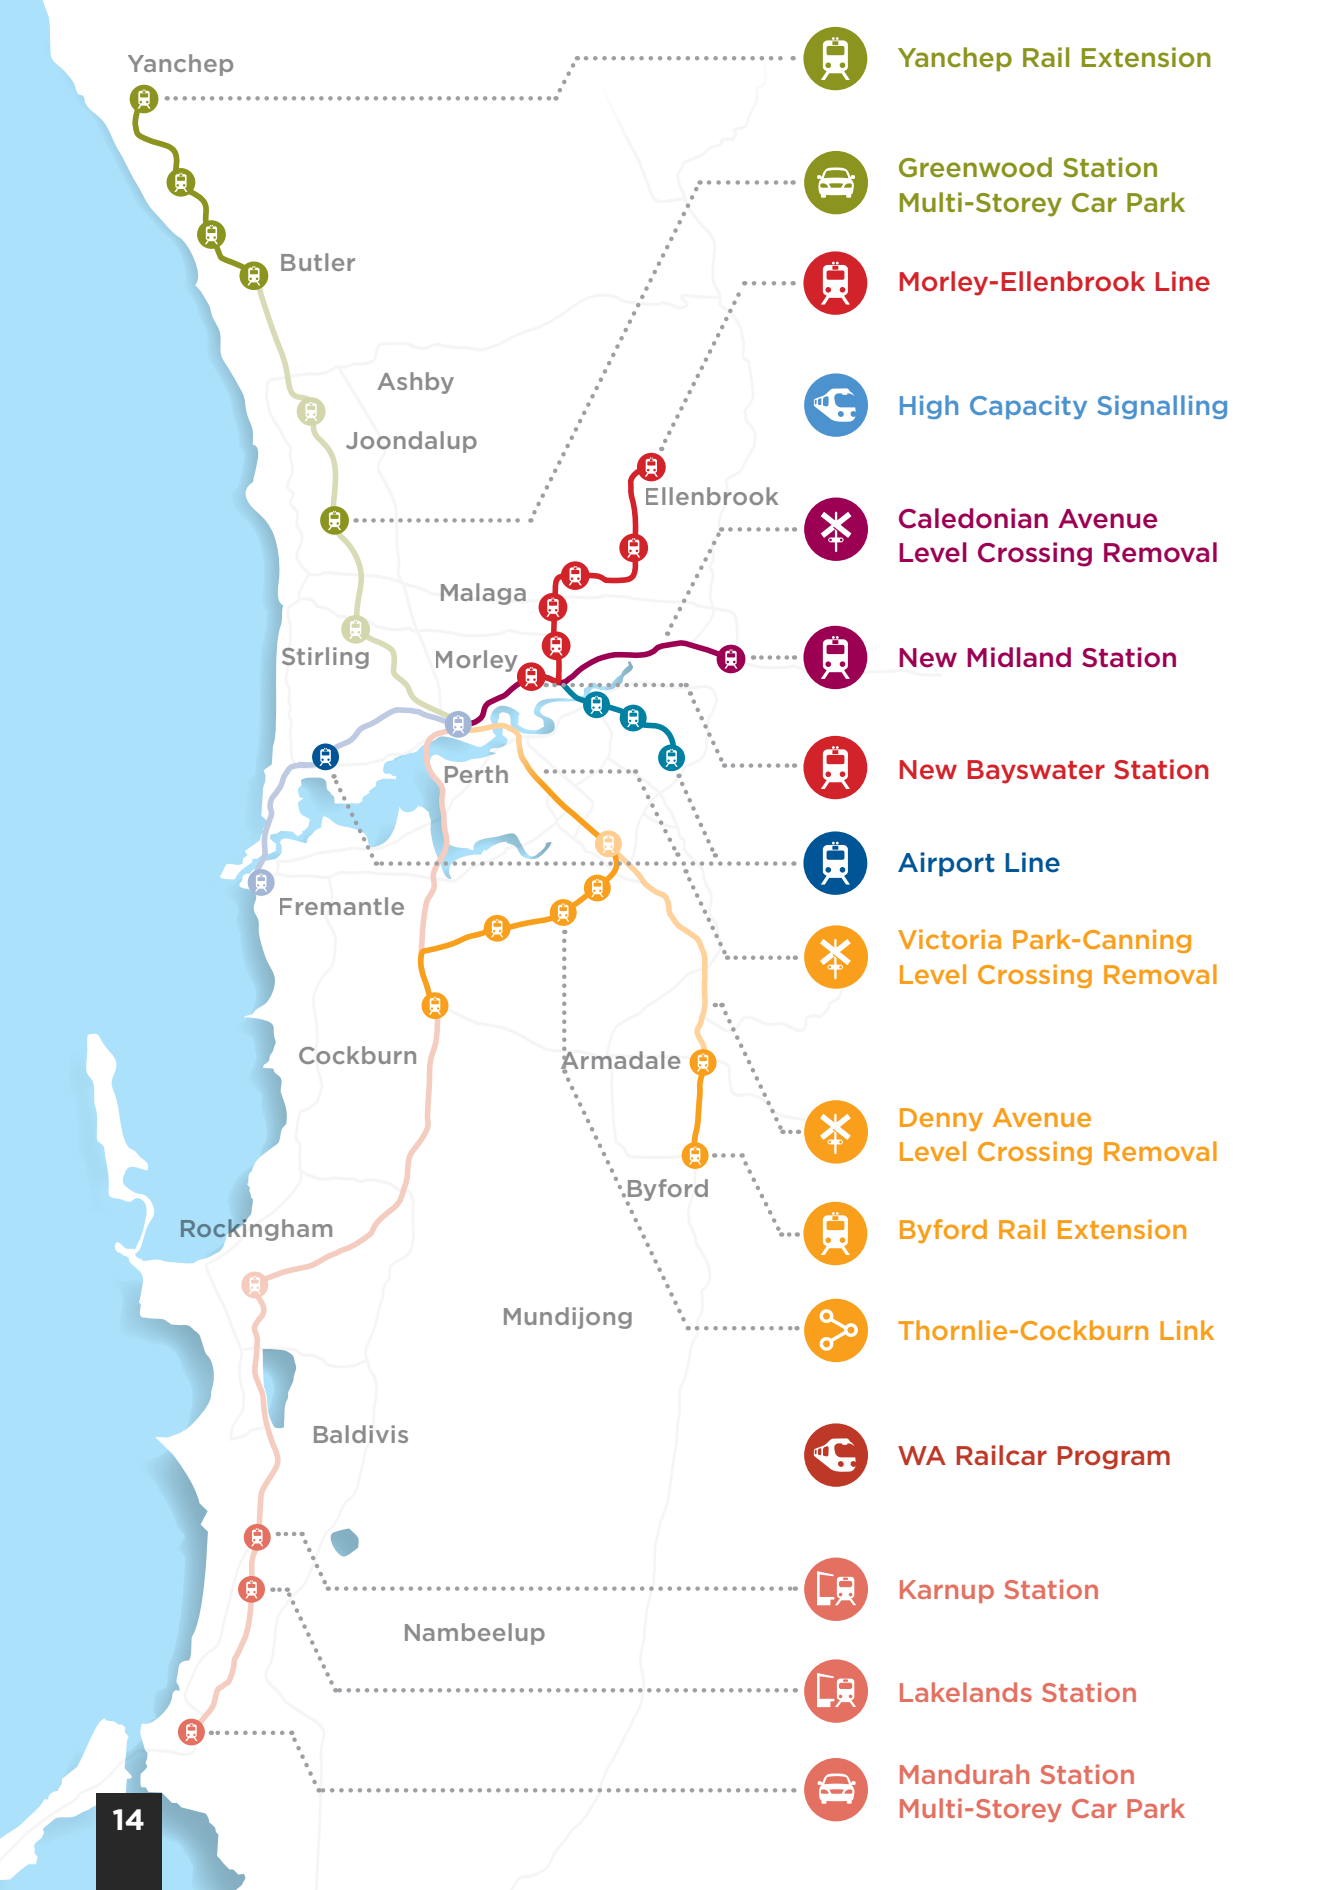 Yanchep
Butler
Ashby
Joondalup
Ellenbrook
Malaga
Stirling
Morley
Perth
Fremantle
Cockburn
Armadale
Byford
Rockingham
Mundijong
Baldivis
Nambeelup
Yanchep Rail Extension
Greenwood Station
Multi-Storey Car Park
Morley-Ellenbrook Line
High Capacity Signalling
Caledonian Avenue
Level Crossing Removal
New Midland Station
New Bayswater Station
Airport Line
Victoria Park-Canning
Level Crossing Removal
Denny Avenue
Level Crossing Removal
Byford Rail Extension
Thornlie-Cockburn Link
WA Railcar Program
Karnup Station
Lakelands Station
Mandurah Station
Multi-Storey Car Park
14